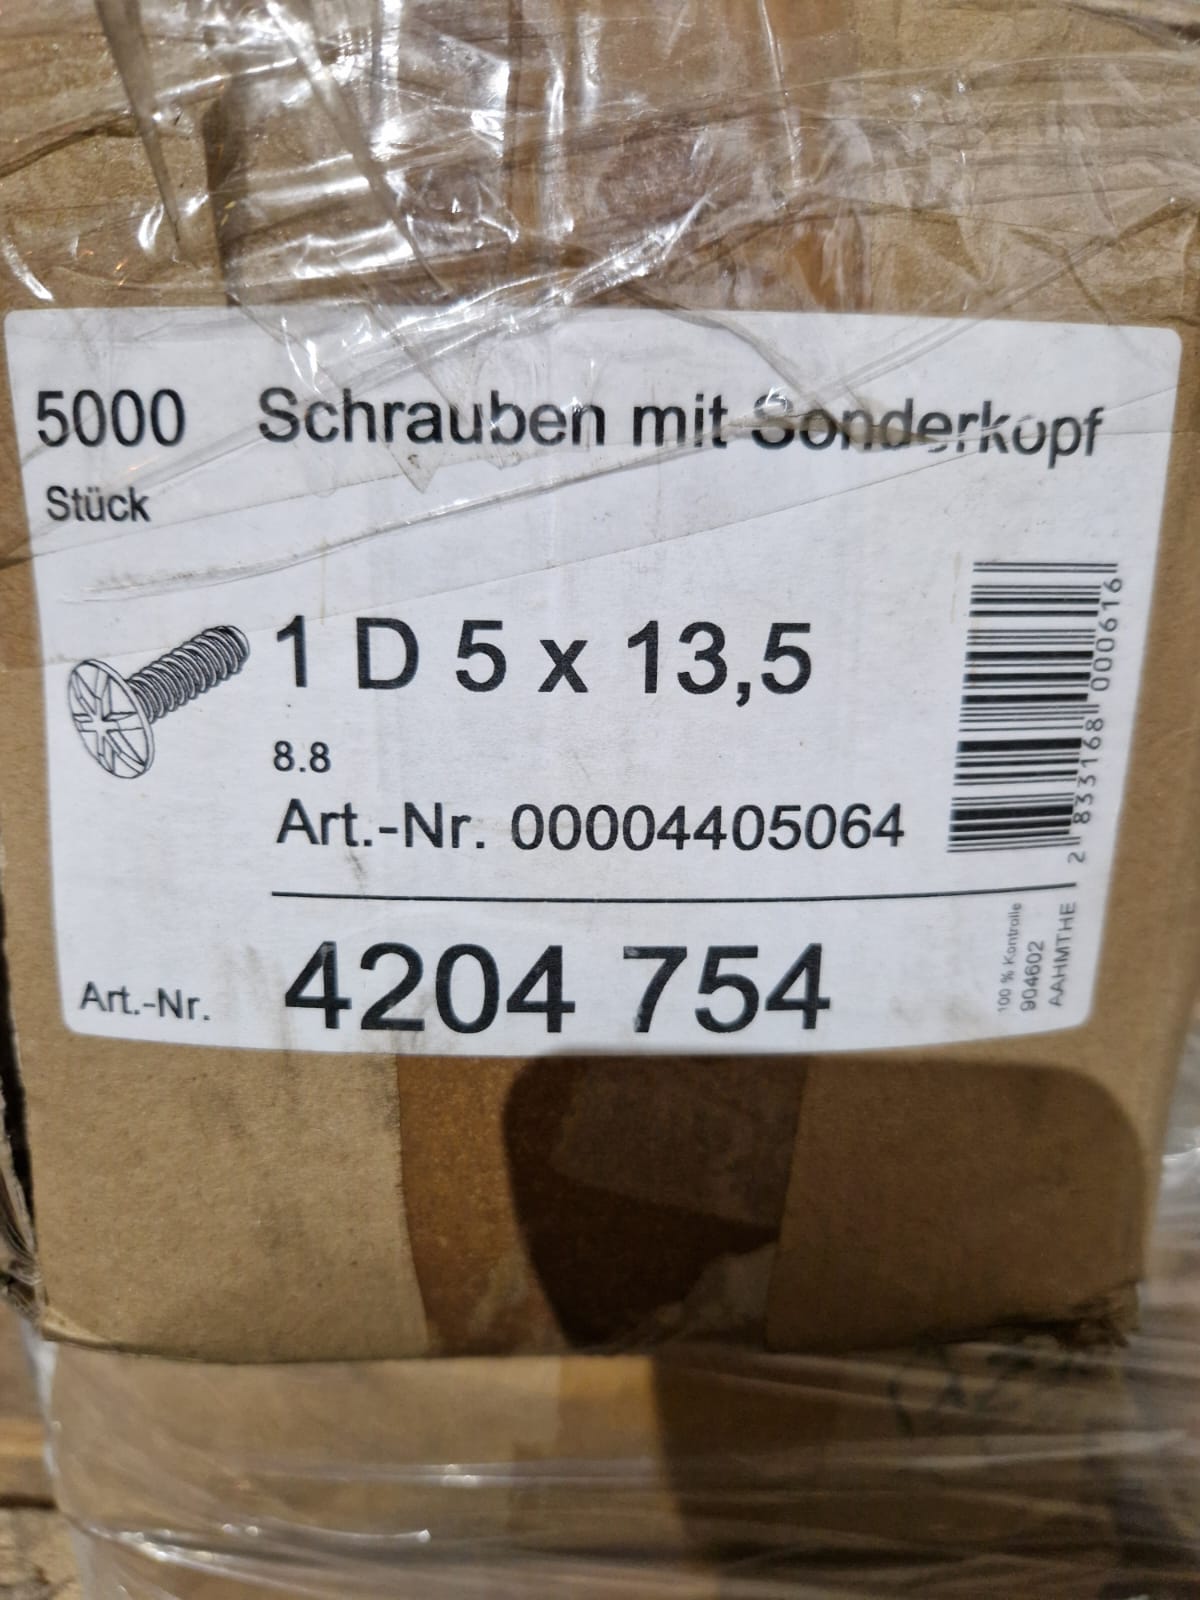 5000 Schrauben mit Sonderkopf
Stück
1 D 5 x 13,5
8.8
Art.-Nr. 00004405064
2 833168 000616
Art.-Nr. 4204 754
100 % Kontrolle
904602
AAHMTHE